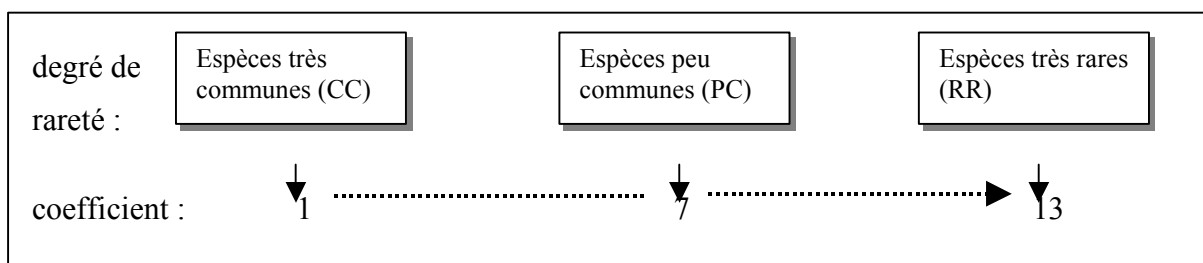 degré de
rareté :
Espèces très
communes (CC)
Espèces peu
communes (PC)
Espèces très rares
(RR)
coefficient :
1
7
13